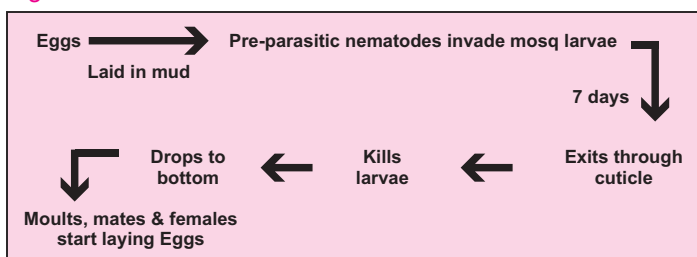 Eggs
Pre-parasitic nematodes invade mosq larvae
Laid in mud
7 days
Exits through
cuticle
Kills
larvae
Drops to
bottom
Moults, mates & females
start laying Eggs